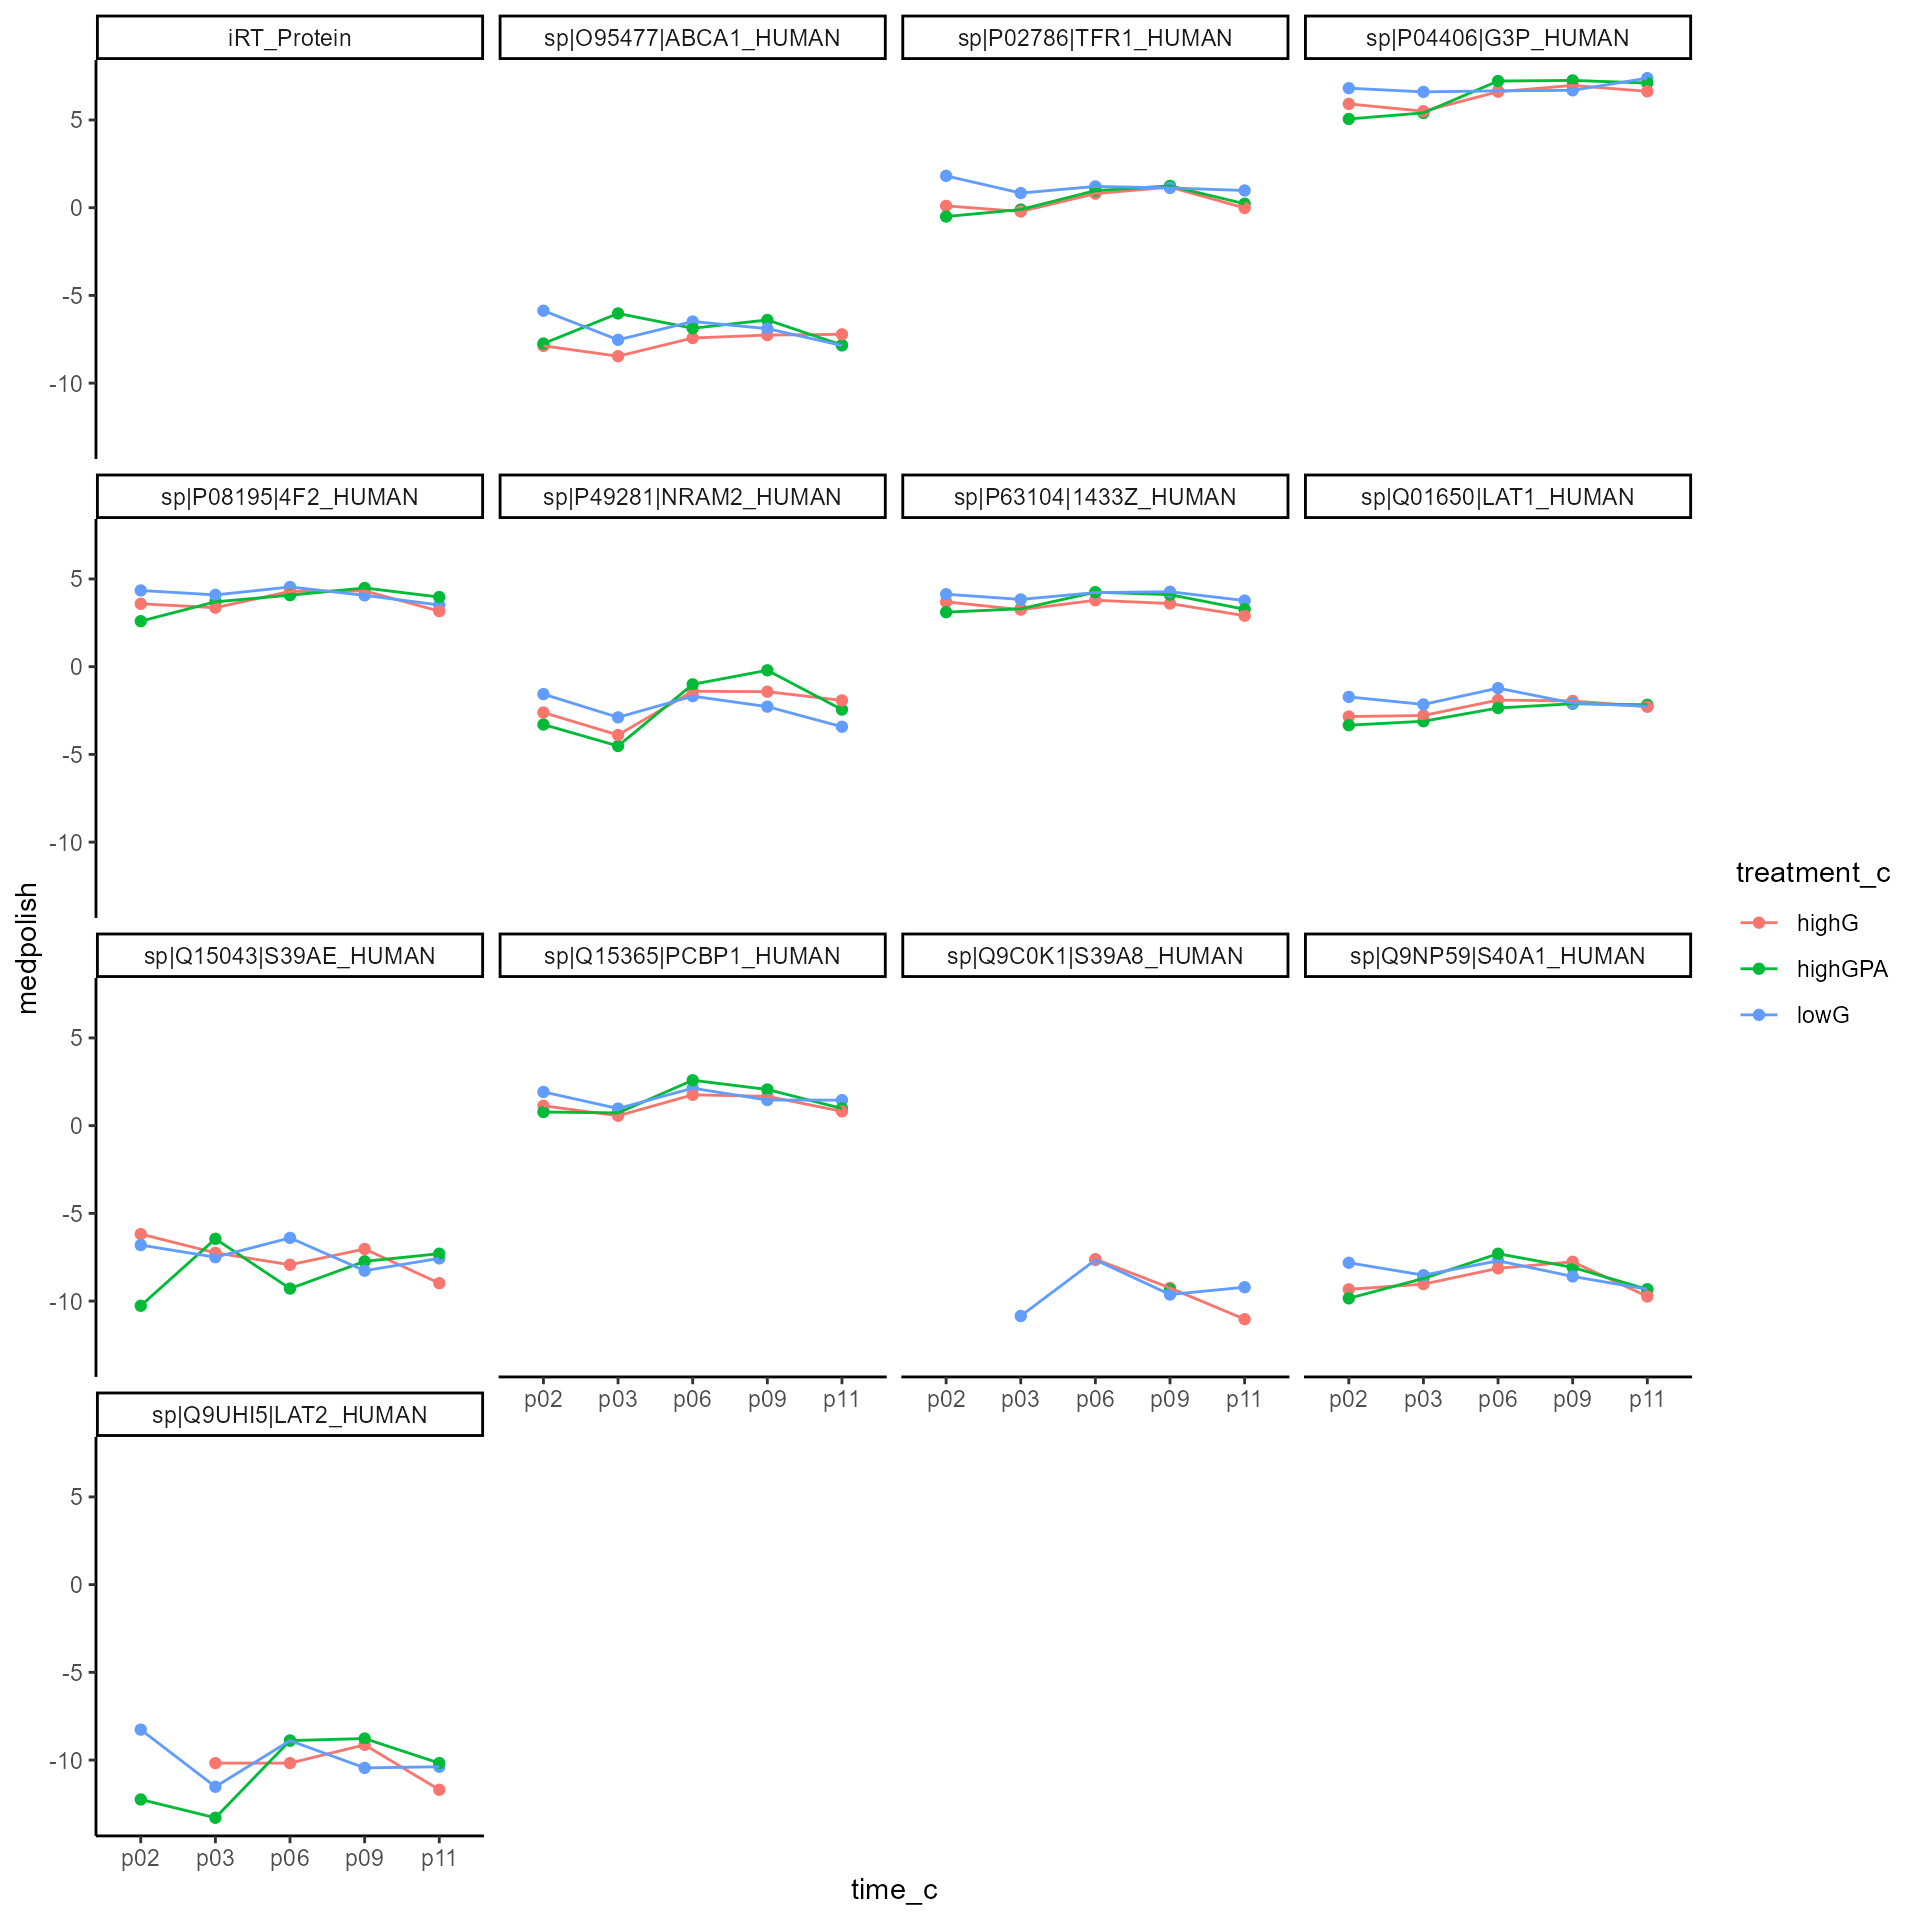 iRT_Protein
sp|O95477|ABCA1_HUMAN
sp|P02786|TFR1_HUMAN
sp|P04406|G3P_HUMAN
5
0
-5
-10
sp|P08195|4F2_HUMAN
sp|P49281|NRAM2_HUMAN
sp|P63104|1433Z_HUMAN
sp|Q01650|LAT1_HUMAN
5
0
-5
-10
medpolish
treatment_c
highG
highGPA
lowG
sp|Q15043|S39AE_HUMAN
sp|Q15365|PCBP1_HUMAN
sp|Q9C0K1|S39A8_HUMAN
sp|Q9NP59|S40A1_HUMAN
5
0
-5
-10
p02 p03 p06 p09 p11
p02 p03 p06 p09 p11
p02 p03 p06 p09 p11
sp|Q9UHI5|LAT2_HUMAN
5
0
-5
-10
p02 p03 p06 p09 p11
time_c